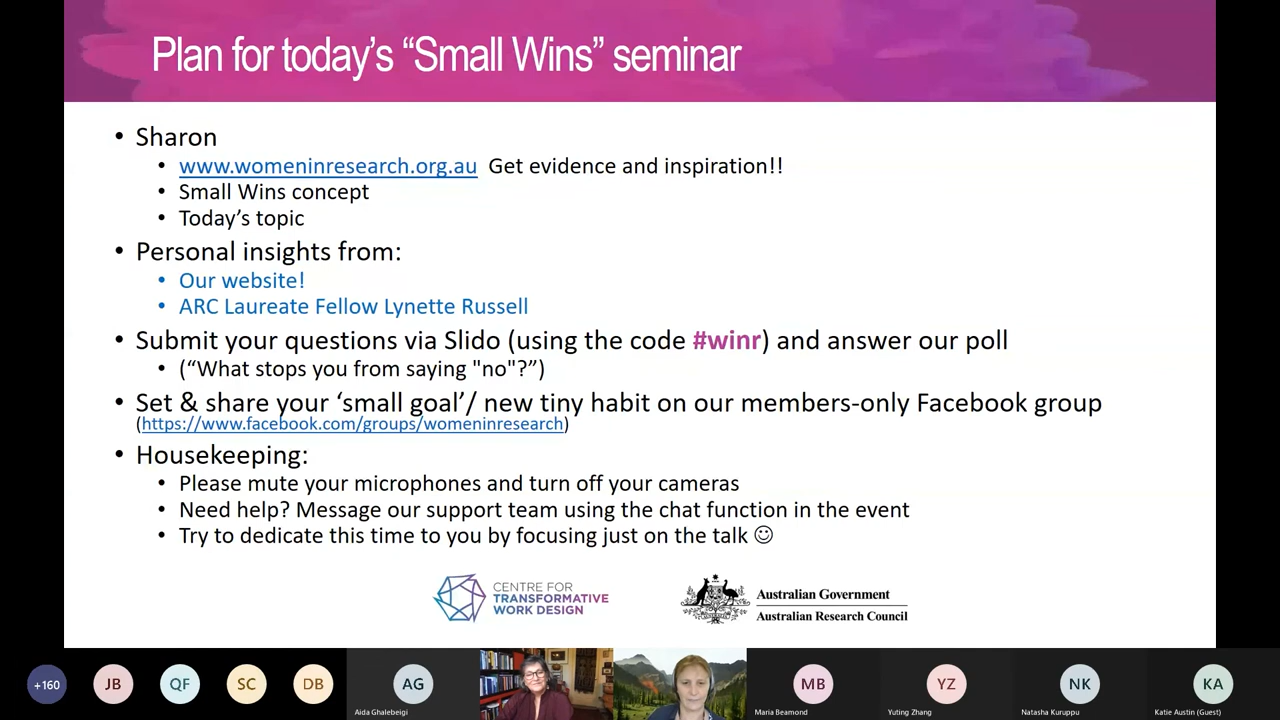 Plan for today's “Small Wins” seminar
• Sharon
• www.womeninresearch.org.au Get evidence and inspiration!!
• Small Wins concept
• Today's topic
• Personal insights from:
• Our website!
• ARC Laureate Fellow Lynette Russell
• Submit your questions via Slido (using the code #winr) and answer our poll
• (“What stops you from saying "no"?”)
• Set & share your ‘small goal’/ new tiny habit on our members-only Facebook group
(https://www.facebook.com/groups/womeninresearch)
• Housekeeping:
• Please mute your microphones and turn off your cameras
• Need help? Message our support team using the chat function in the event
• Try to dedicate this time to you by focusing just on the talk ☺
CENTRE FOR
TRANSFORMATIVE
WORK DESIGN
Australian Government
Australian Research Council
+160
JB
QF
SC
DB
AG
Aida Ghalebeigi
MB
Maria Beamond
YZ
Yuting Zhang
NK
Natasha Kuruppu
KA
Katie Austin (Guest)